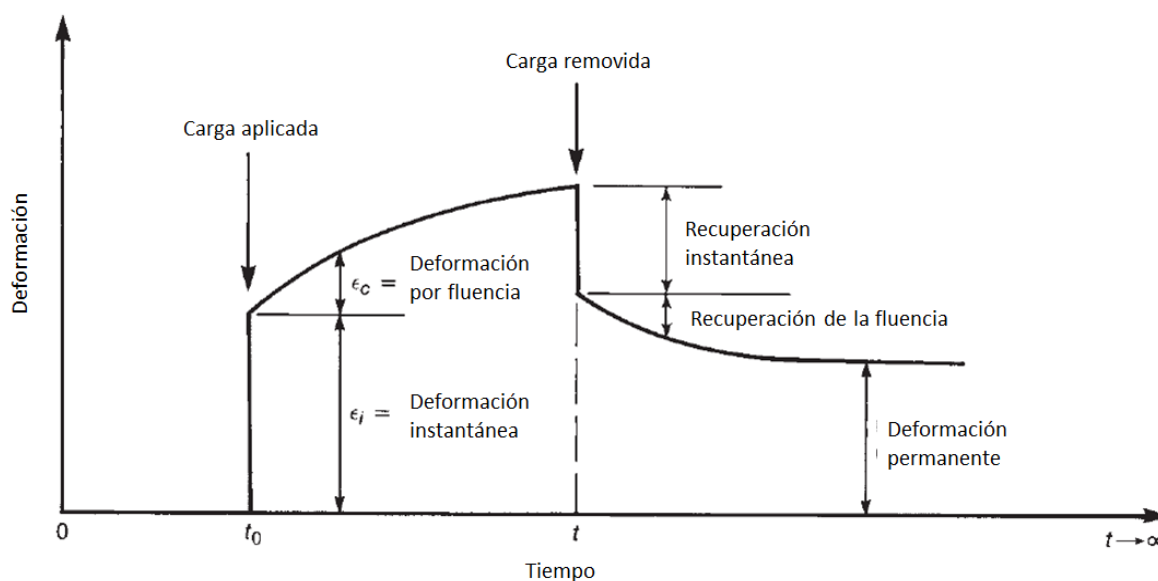 Carga removida
Carga aplicada
Deformación
Recuperación
instantánea
ϵc = Deformación
por fluencia
Recuperación de la fluencia
ϵi = Deformación
instantánea
Deformación
permanente
0
t0
t
t→∞
Tiempo